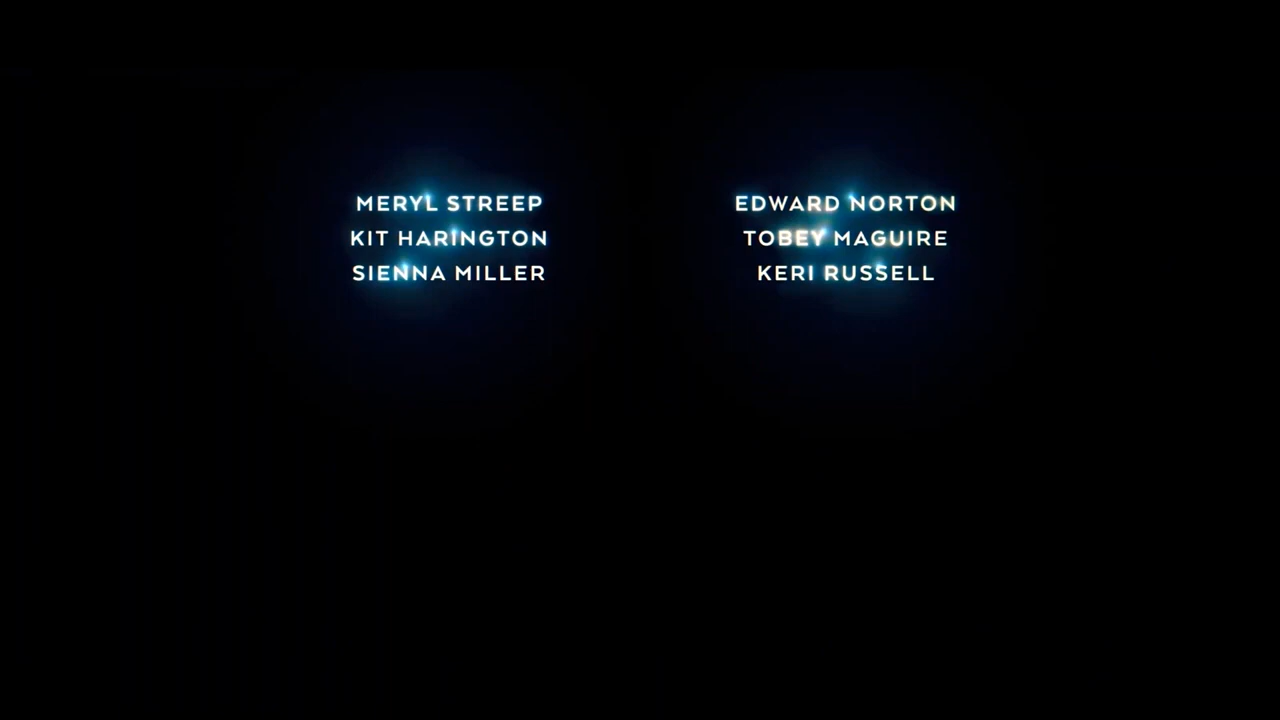 MERYL STREEP
KIT HARINGTON
SIENNA MILLER
EDWARD NORTON
TOBEY MAGUIRE
KERI RUSSELL